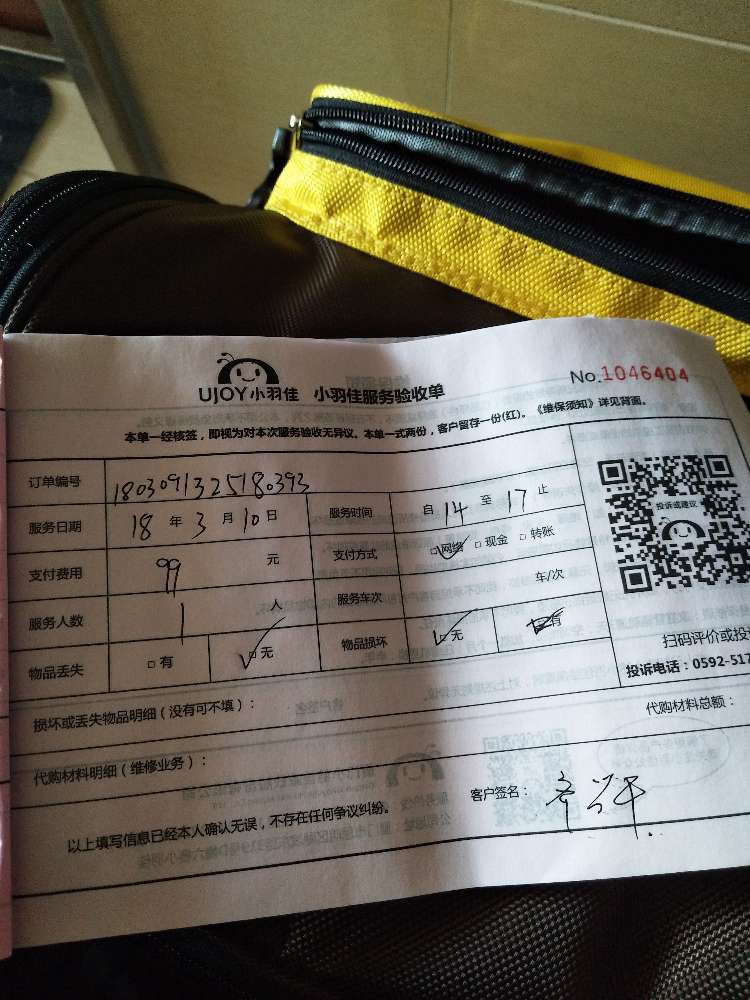 UJOY小羽佳 小羽佳服务验收单 No.1046404
本单一经核签，即视为对本次服务验收无异议。本单一式两份，客户留存一份(红)。《维保须知》详见背面。
订单编号 1803091325180393
服务日期 18 年 3 月 10 日 服务时间 自 14 至 17 止
支付费用 99 元 支付方式 □网络 □现金 □转账
服务人数 1 人 服务车次 车/次
物品丢失 □有 □无 物品损坏 □无 □有
投诉或建议
扫码评价或投
投诉电话：0592-517
损坏或丢失物品明细（没有可不填）： 代购材料总额：
代购材料明细（维修业务）：
以上填写信息已经本人确认无误，不存在任何争议纠纷。 客户签名：